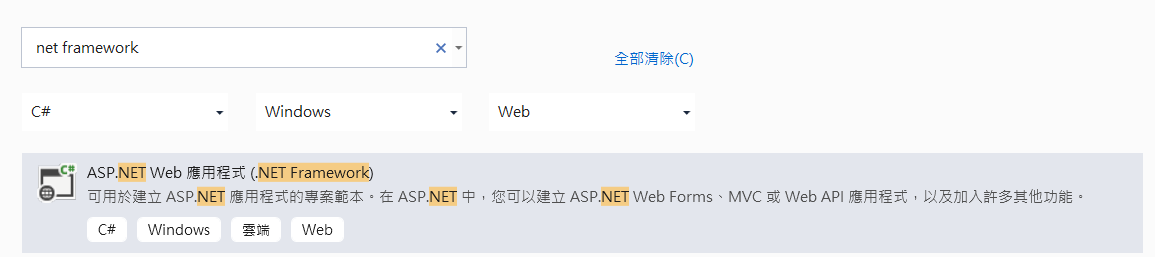 net framework
全部清除(C)
C# Windows Web
C#
ASP.NET Web 應用程式 (.NET Framework)
可用於建立 ASP.NET 應用程式的專案範本。在 ASP.NET 中，您可以建立 ASP.NET Web Forms、MVC 或 Web API 應用程式，以及加入許多其他功能。
C# Windows 雲端 Web